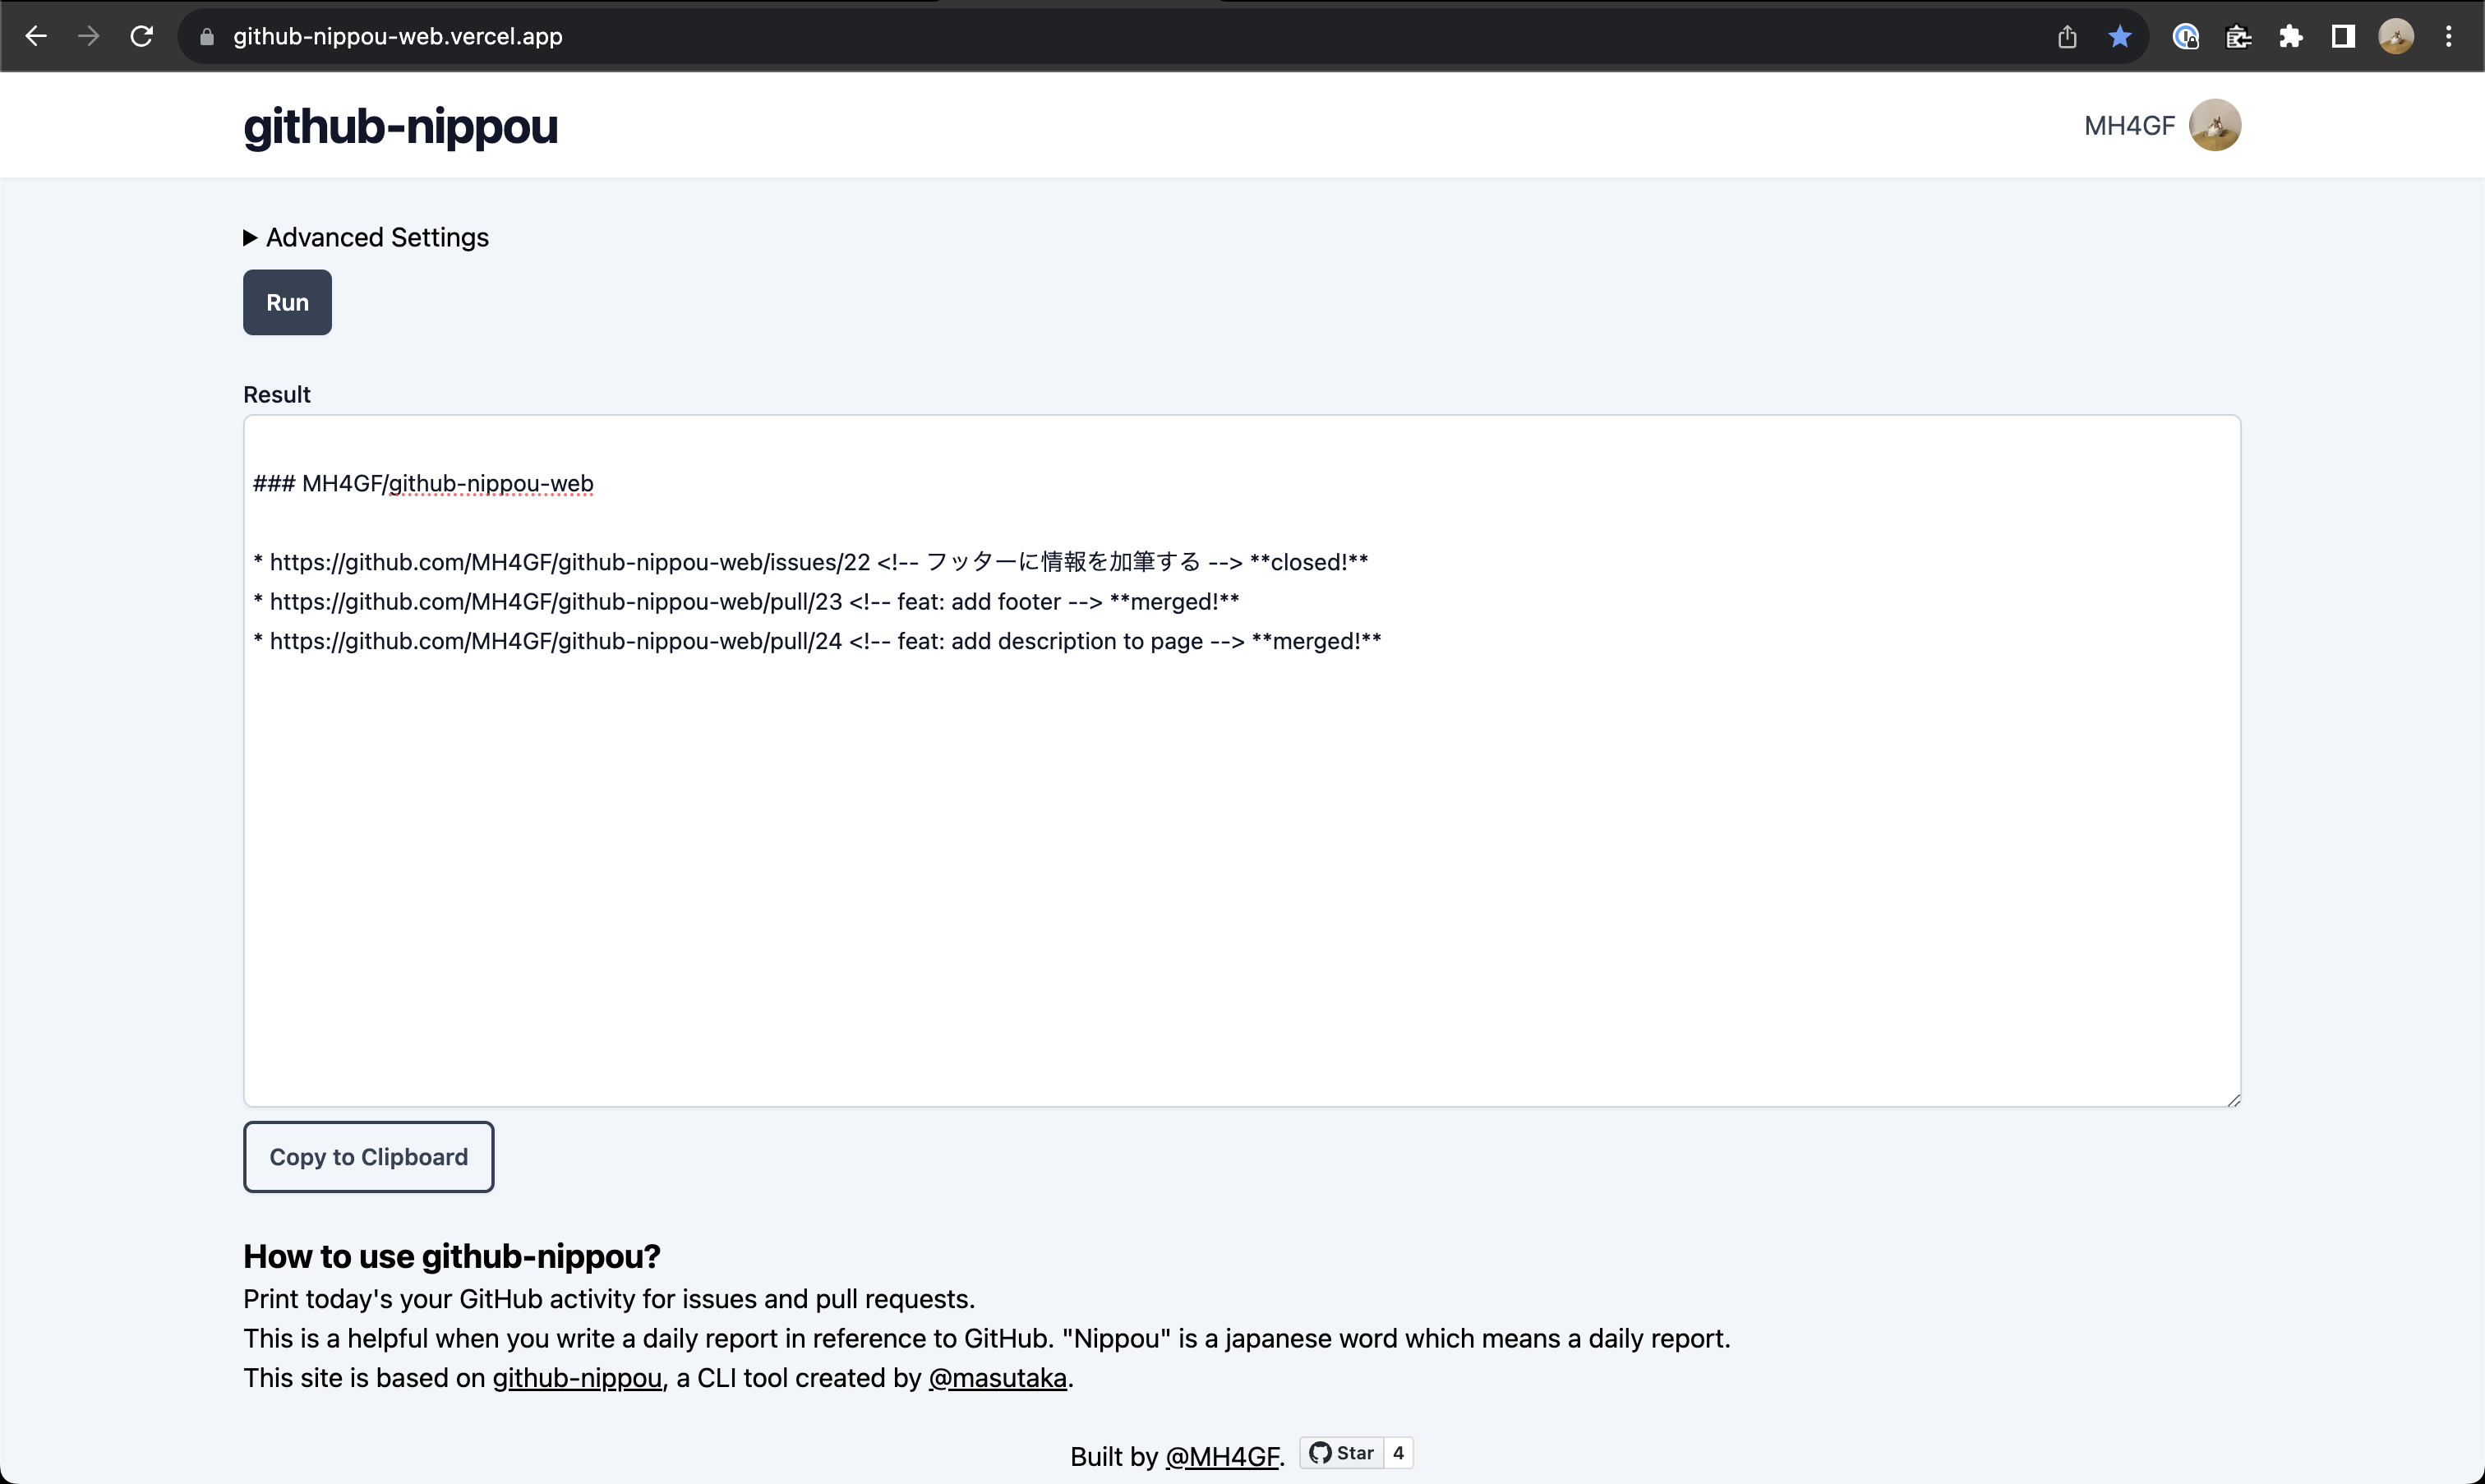 github-nippou-web.vercel.app
github-nippou
MH4GF
Advanced Settings
Run
Result
### MH4GF/github-nippou-web
* https://github.com/MH4GF/github-nippou-web/issues/22 <!-- フッターに情報を加筆する --> **closed!**
* https://github.com/MH4GF/github-nippou-web/pull/23 <!-- feat: add footer --> **merged!**
* https://github.com/MH4GF/github-nippou-web/pull/24 <!-- feat: add description to page --> **merged!**
Copy to Clipboard
How to use github-nippou?
Print today's your GitHub activity for issues and pull requests.
This is a helpful when you write a daily report in reference to GitHub. "Nippou" is a japanese word which means a daily report.
This site is based on github-nippou, a CLI tool created by @masutaka.
Built by @MH4GF. Star 4